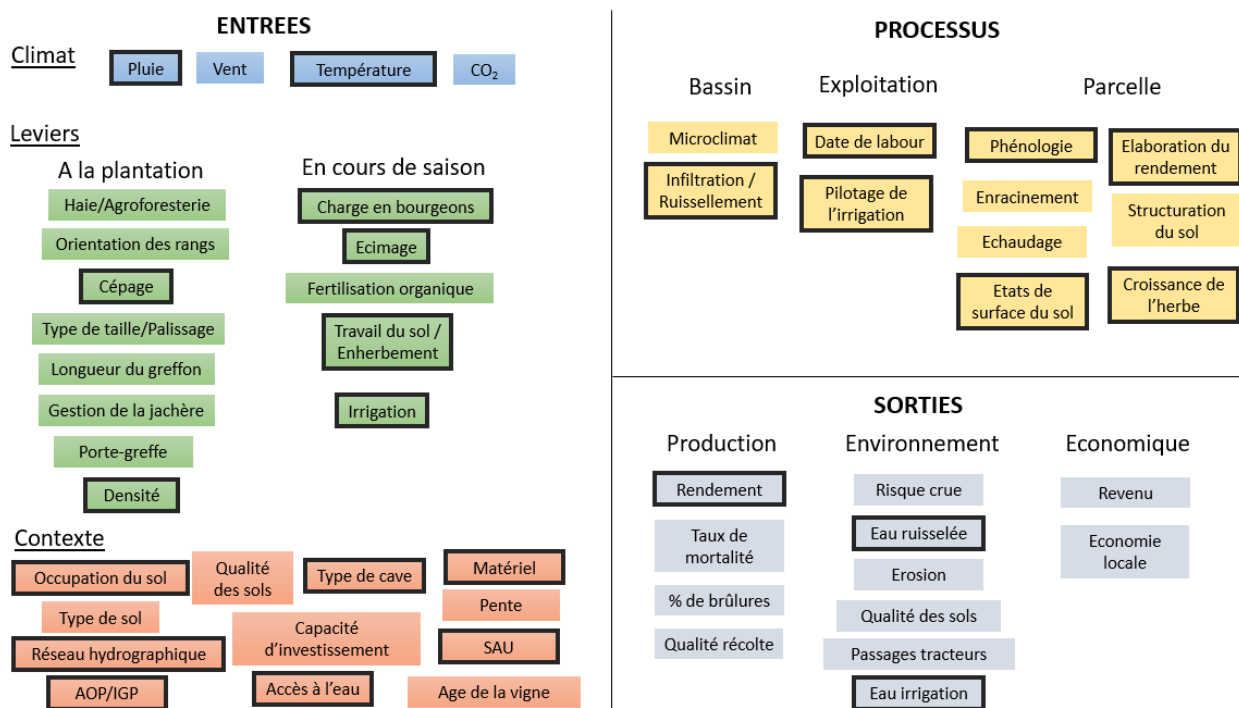 ENTREES
Climat
Pluie
Vent
Température
CO₂
Leviers
A la plantation
Haie/Agroforesterie
Orientation des rangs
Cépage
Type de taille/Palissage
Longueur du greffon
Gestion de la jachère
Porte-greffe
Densité
En cours de saison
Charge en bourgeons
Ecimage
Fertilisation organique
Travail du sol /
Enherbement
Irrigation
Contexte
Occupation du sol
Qualité
des sols
Type de cave
Matériel
Type de sol
Capacité
d'investissement
Pente
Réseau hydrographique
SAU
AOP/IGP
Accès à l'eau
Age de la vigne
PROCESSUS
Bassin
Microclimat
Infiltration /
Ruissellement
Exploitation
Date de labour
Pilotage de
l'irrigation
Parcelle
Phénologie
Elaboration du
rendement
Enracinement
Structuration
du sol
Echaudage
Etats de
surface du sol
Croissance de
l'herbe
SORTIES
Production
Rendement
Taux de
mortalité
% de brûlures
Qualité récolte
Environnement
Risque crue
Eau ruisselée
Erosion
Qualité des sols
Passages tracteurs
Eau irrigation
Economique
Revenu
Economie
locale